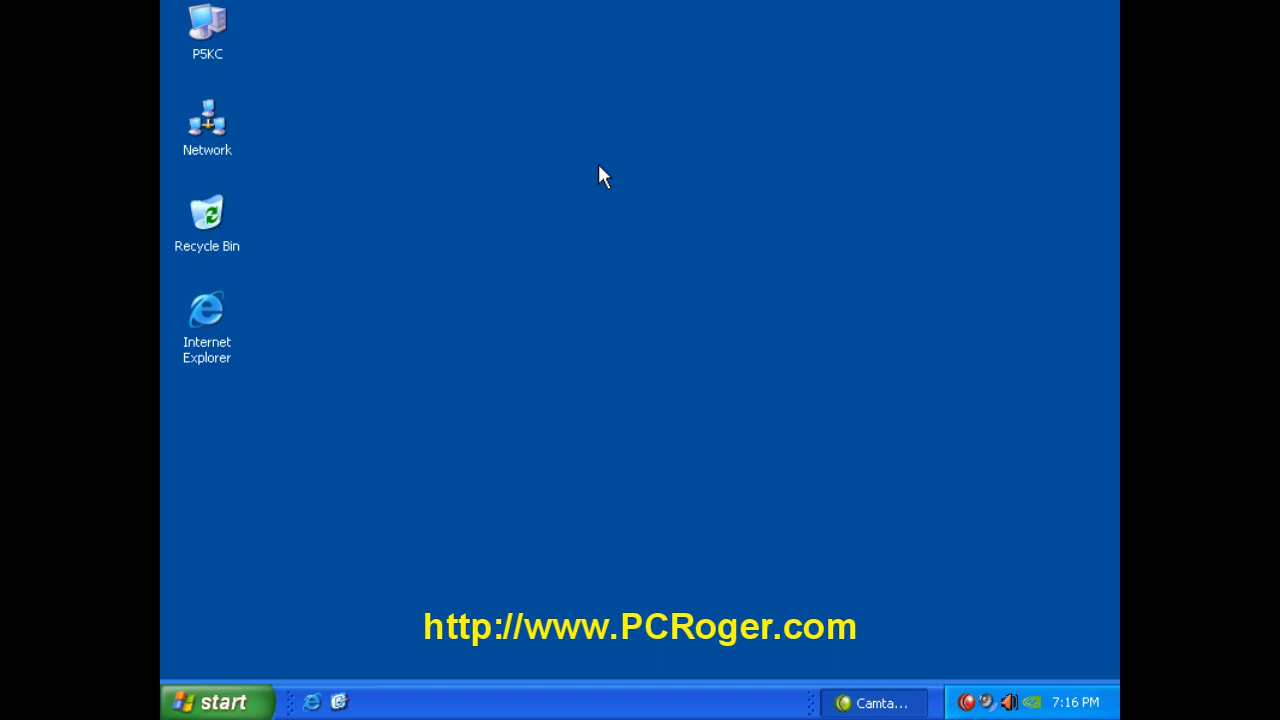 P5KC
Network
Recycle Bin
Internet
Explorer
http://www.PCRoger.com
start
Camta...
7:16 PM